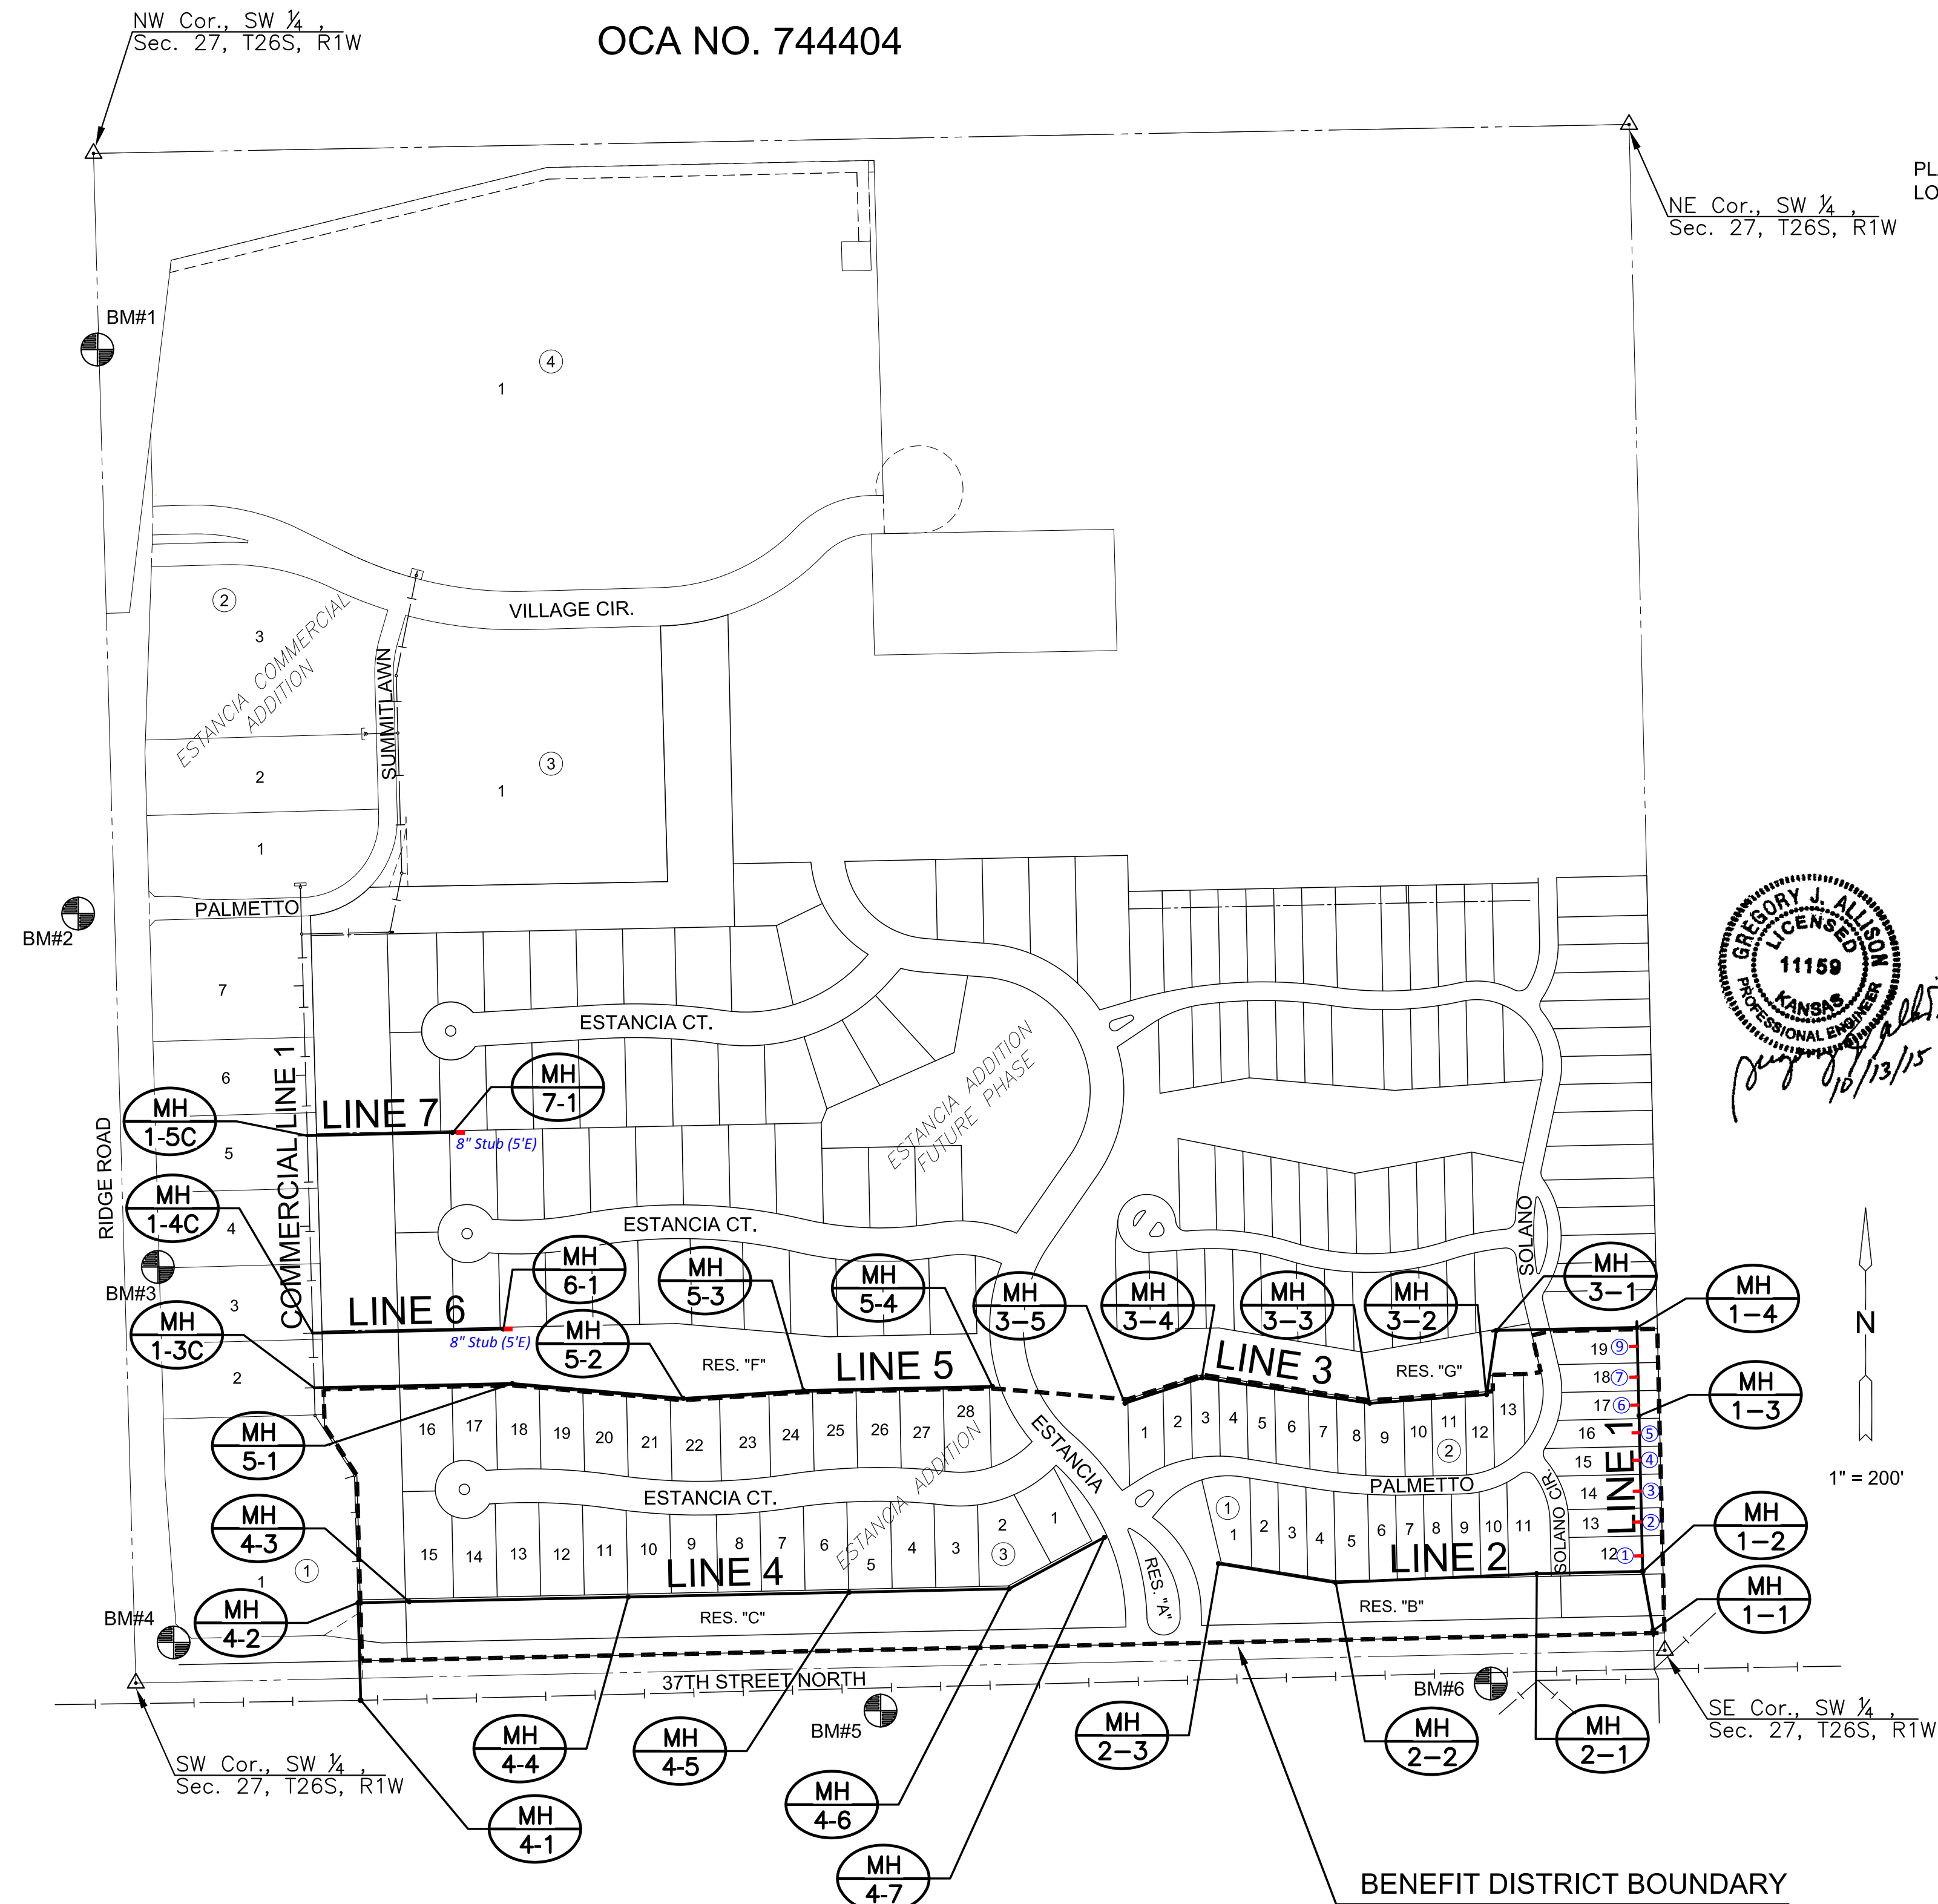 NW Cor., SW ¼ ,
Sec. 27, T26S, R1W
OCA NO. 744404
NE Cor., SW ¼ ,
Sec. 27, T26S, R1W
BM#1
4
1
VILLAGE CIR.
2
3
ESTANCIA COMMERCIAL
ADDITION
SUMMITLAWN
2
1
3
1
PALMETTO
BM#2
GREGORY J. ALLISON
LICENSED
11159
KANSAS
PROFESSIONAL ENGINEER
10/13/15
7
6
5
4
3
2
1
1
ESTANCIA CT.
ESTANCIA ADDITION
FUTURE PHASE
COMMERCIAL LINE 1
RIDGE ROAD
LINE 7
8" Stub (5'E)
MH
7-1
MH
1-5C
MH
1-4C
ESTANCIA CT.
SOLANO
BM#3
LINE 6
8" Stub (5'E)
MH
6-1
MH
5-3
MH
5-4
MH
3-5
MH
3-4
MH
3-3
MH
3-2
MH
3-1
MH
1-4
MH
1-3C
MH
5-2
RES. "F"
LINE 5
LINE 3
RES. "G"
N
1" = 200'
MH
1-3
MH
5-1
16
17
18
19
20
21
22
23
24
25
26
27
28
ESTANCIA
1
2
3
4
5
6
7
8
9
10
11
12
13
2
19 9
18 7
17 6
16 5
15 4
14 3
13 2
12 1
LINE 1
PALMETTO
SOLANO CIR.
ESTANCIA CT.
ESTANCIA ADDITION
MH
4-3
15
14
13
12
11
10
9
8
7
6
5
4
3
2
1
3
LINE 4
1
1
2
3
4
5
6
7
8
9
10
11
LINE 2
MH
1-2
MH
1-1
MH
4-2
BM#4
RES. "C"
RES. "A"
RES. "B"
37TH STREET NORTH
BM#5
BM#6
SW Cor., SW ¼ ,
Sec. 27, T26S, R1W
SE Cor., SW ¼ ,
Sec. 27, T26S, R1W
MH
4-4
MH
4-5
MH
2-3
MH
2-2
MH
2-1
MH
4-1
MH
4-6
MH
4-7
BENEFIT DISTRICT BOUNDARY